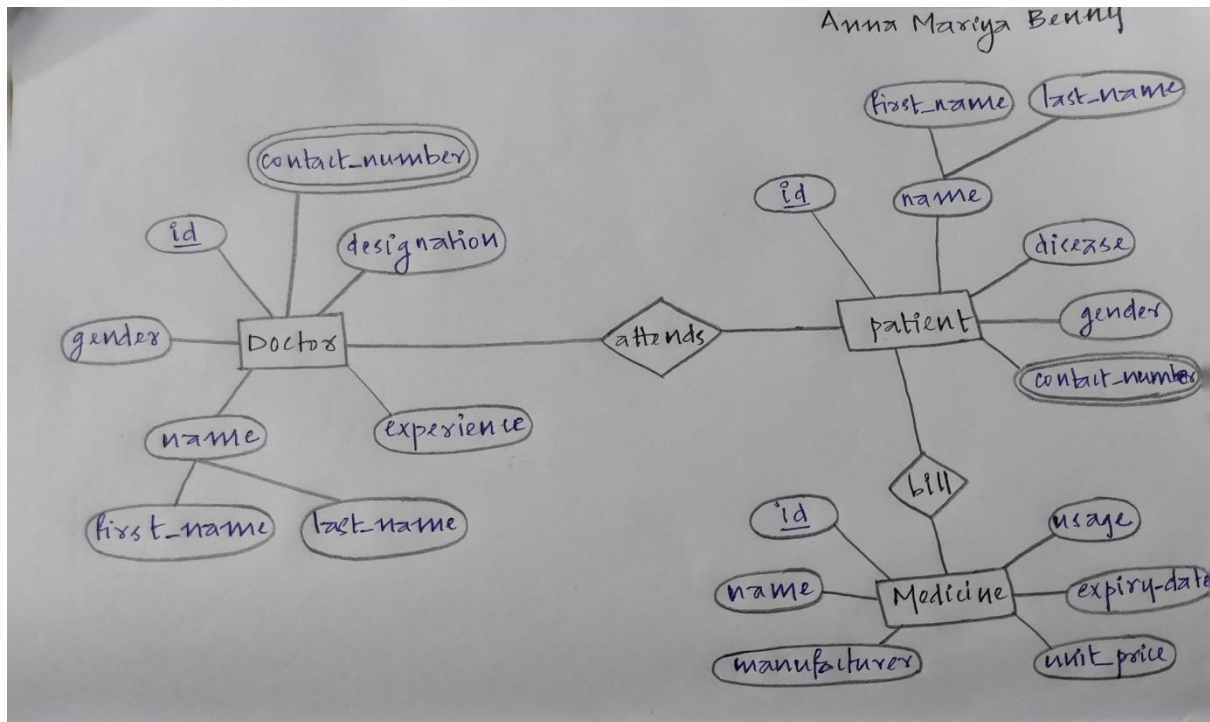 Anna Mariya Benny
first_name
last_name
contact_number
id
name
id
designation
disease
gender
Doctor
attends
patient
gender
contact_number
name
experience
bill
first_name
last_name
id
usage
name
Medicine
expiry-date
manufacturer
unit_price